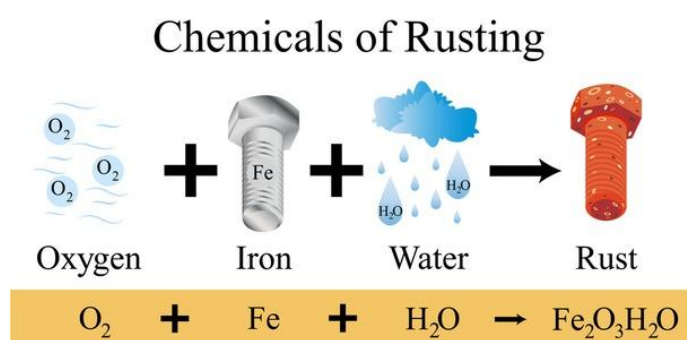 Chemicals of Rusting
O₂
O₂
O₂
+
Fe
+
H₂O
H₂O
→
Oxygen Iron Water Rust
O₂ + Fe + H₂O → Fe₂O₃H₂O